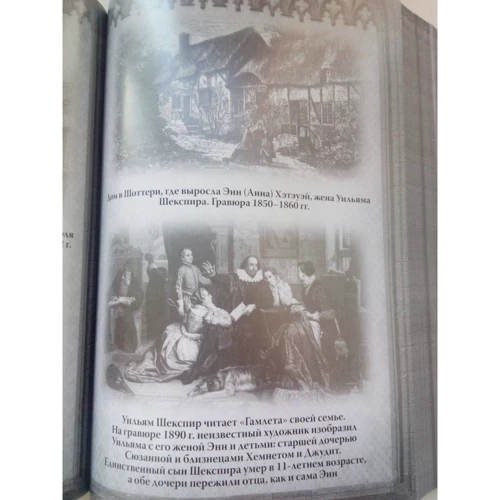 Дом в Шоттери, где выросла Энн (Анна) Хэтэуэй, жена Уильяма
Шекспира. Гравюра 1850–1860 гг.
Уильям Шекспир читает «Гамлета» своей семье.
На гравюре 1890 г. неизвестный художник изобразил
Уильяма с его женой Энн и детьми: старшей дочерью
Сюзанной и близнецами Хемнетом и Джудит.
Единственный сын Шекспира умер в 11-летнем возрасте,
а обе дочери пережили отца, как и сама Энн